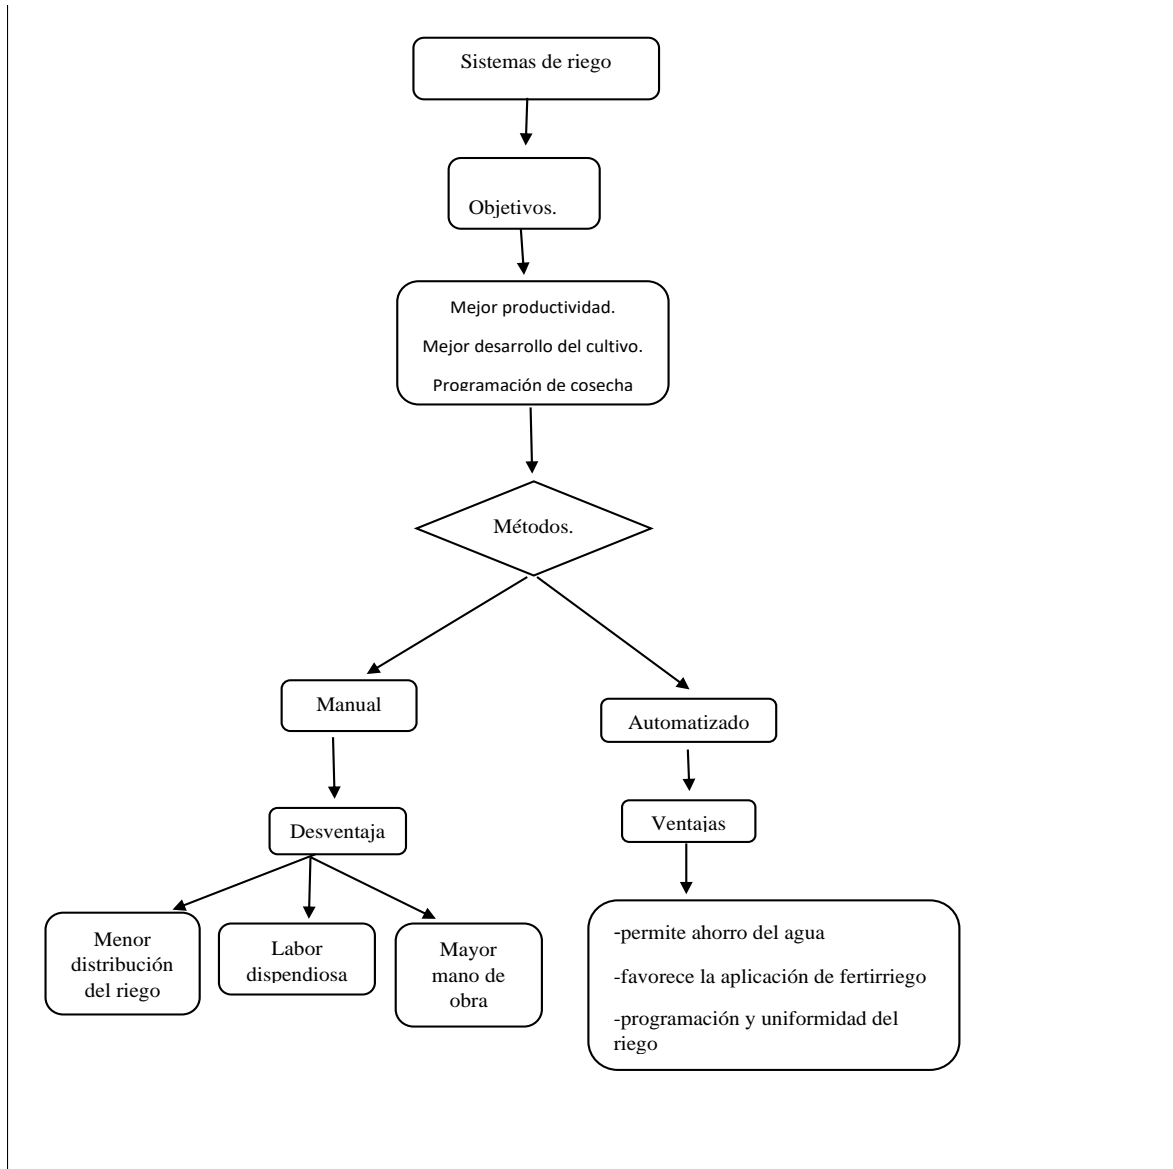 Sistemas de riego
Objetivos.
Mejor productividad.
Mejor desarrollo del cultivo.
Programación de cosecha
Métodos.
Manual
Automatizado
Desventaja
Ventajas
Menor
distribución
del riego
Labor
dispendiosa
Mayor
mano de
obra
-permite ahorro del agua
-favorece la aplicación de fertirriego
-programación y uniformidad del
riego